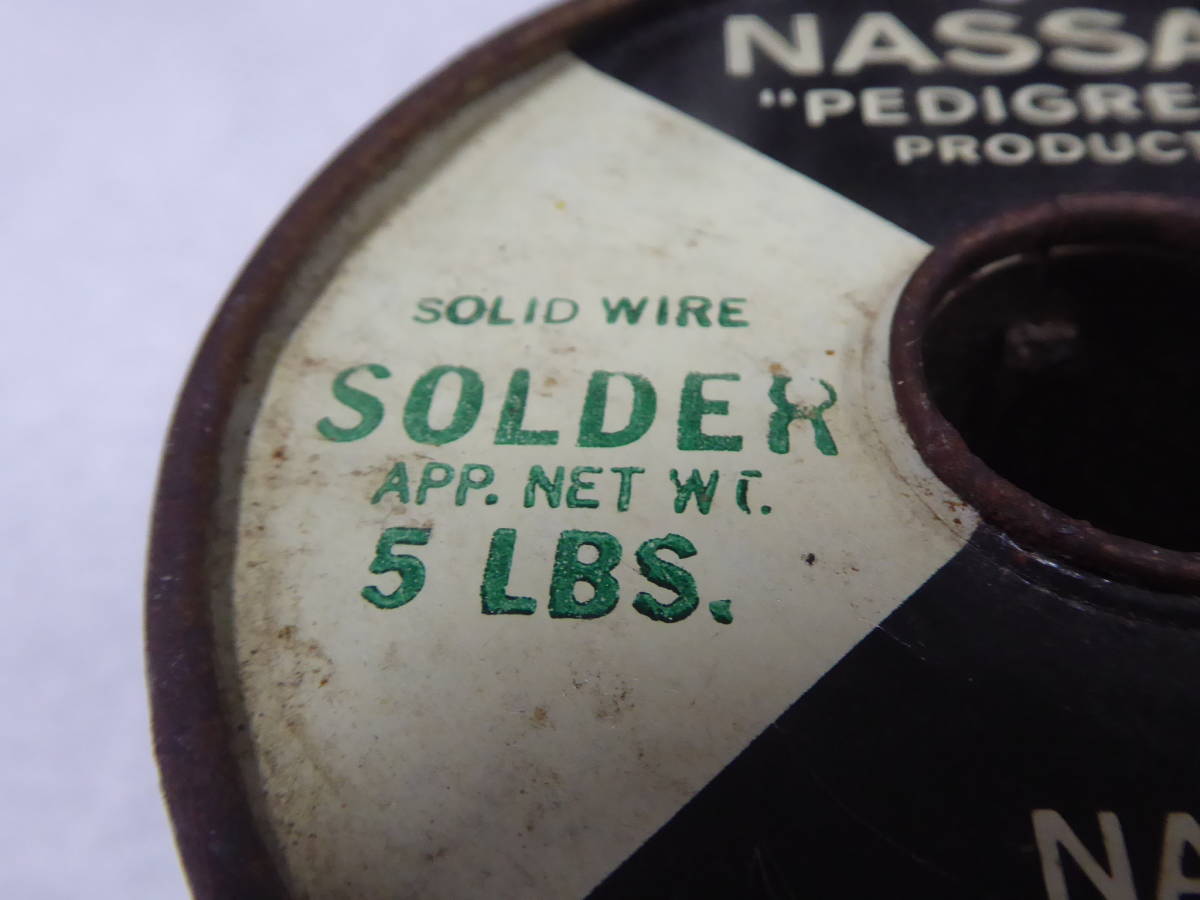 NASSA
"PEDIGRE
PRODUCT
SOLID WIRE
SOLDER
APP. NET WT.
5 LBS.
NA